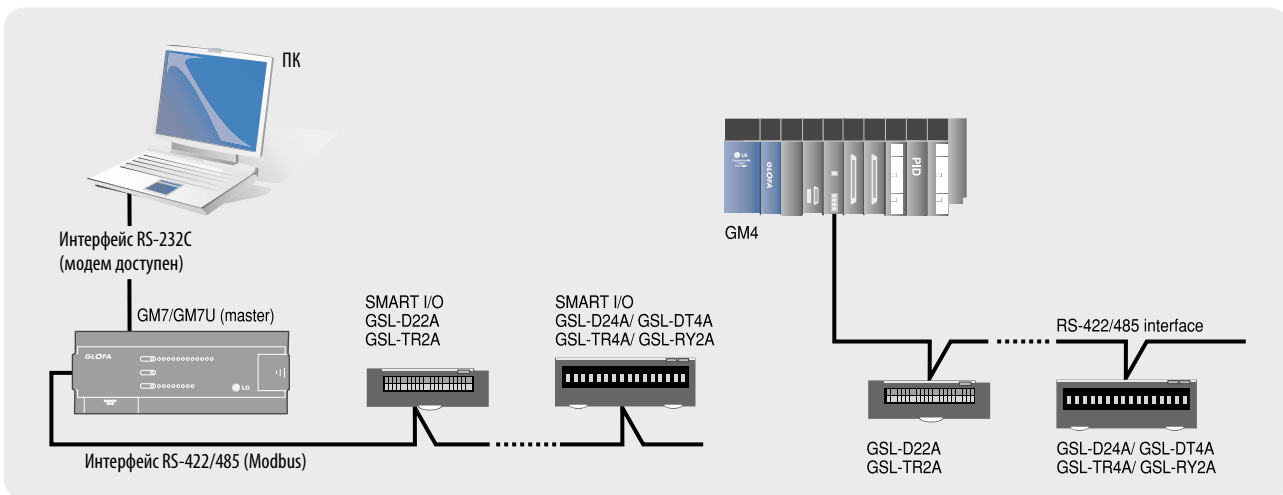 ПК
Интерфейс RS-232C
(модем доступен)
GM7/GM7U (master)
GLOFA
LG
SMART I/O
GSL-D22A
GSL-TR2A
SMART I/O
GSL-D24A/ GSL-DT4A
GSL-TR4A/ GSL-RY2A
Интерфейс RS-422/485 (Modbus)
LG
GLOFA
PID
GM4
RS-422/485 interface
GSL-D22A
GSL-TR2A
GSL-D24A/ GSL-DT4A
GSL-TR4A/ GSL-RY2A